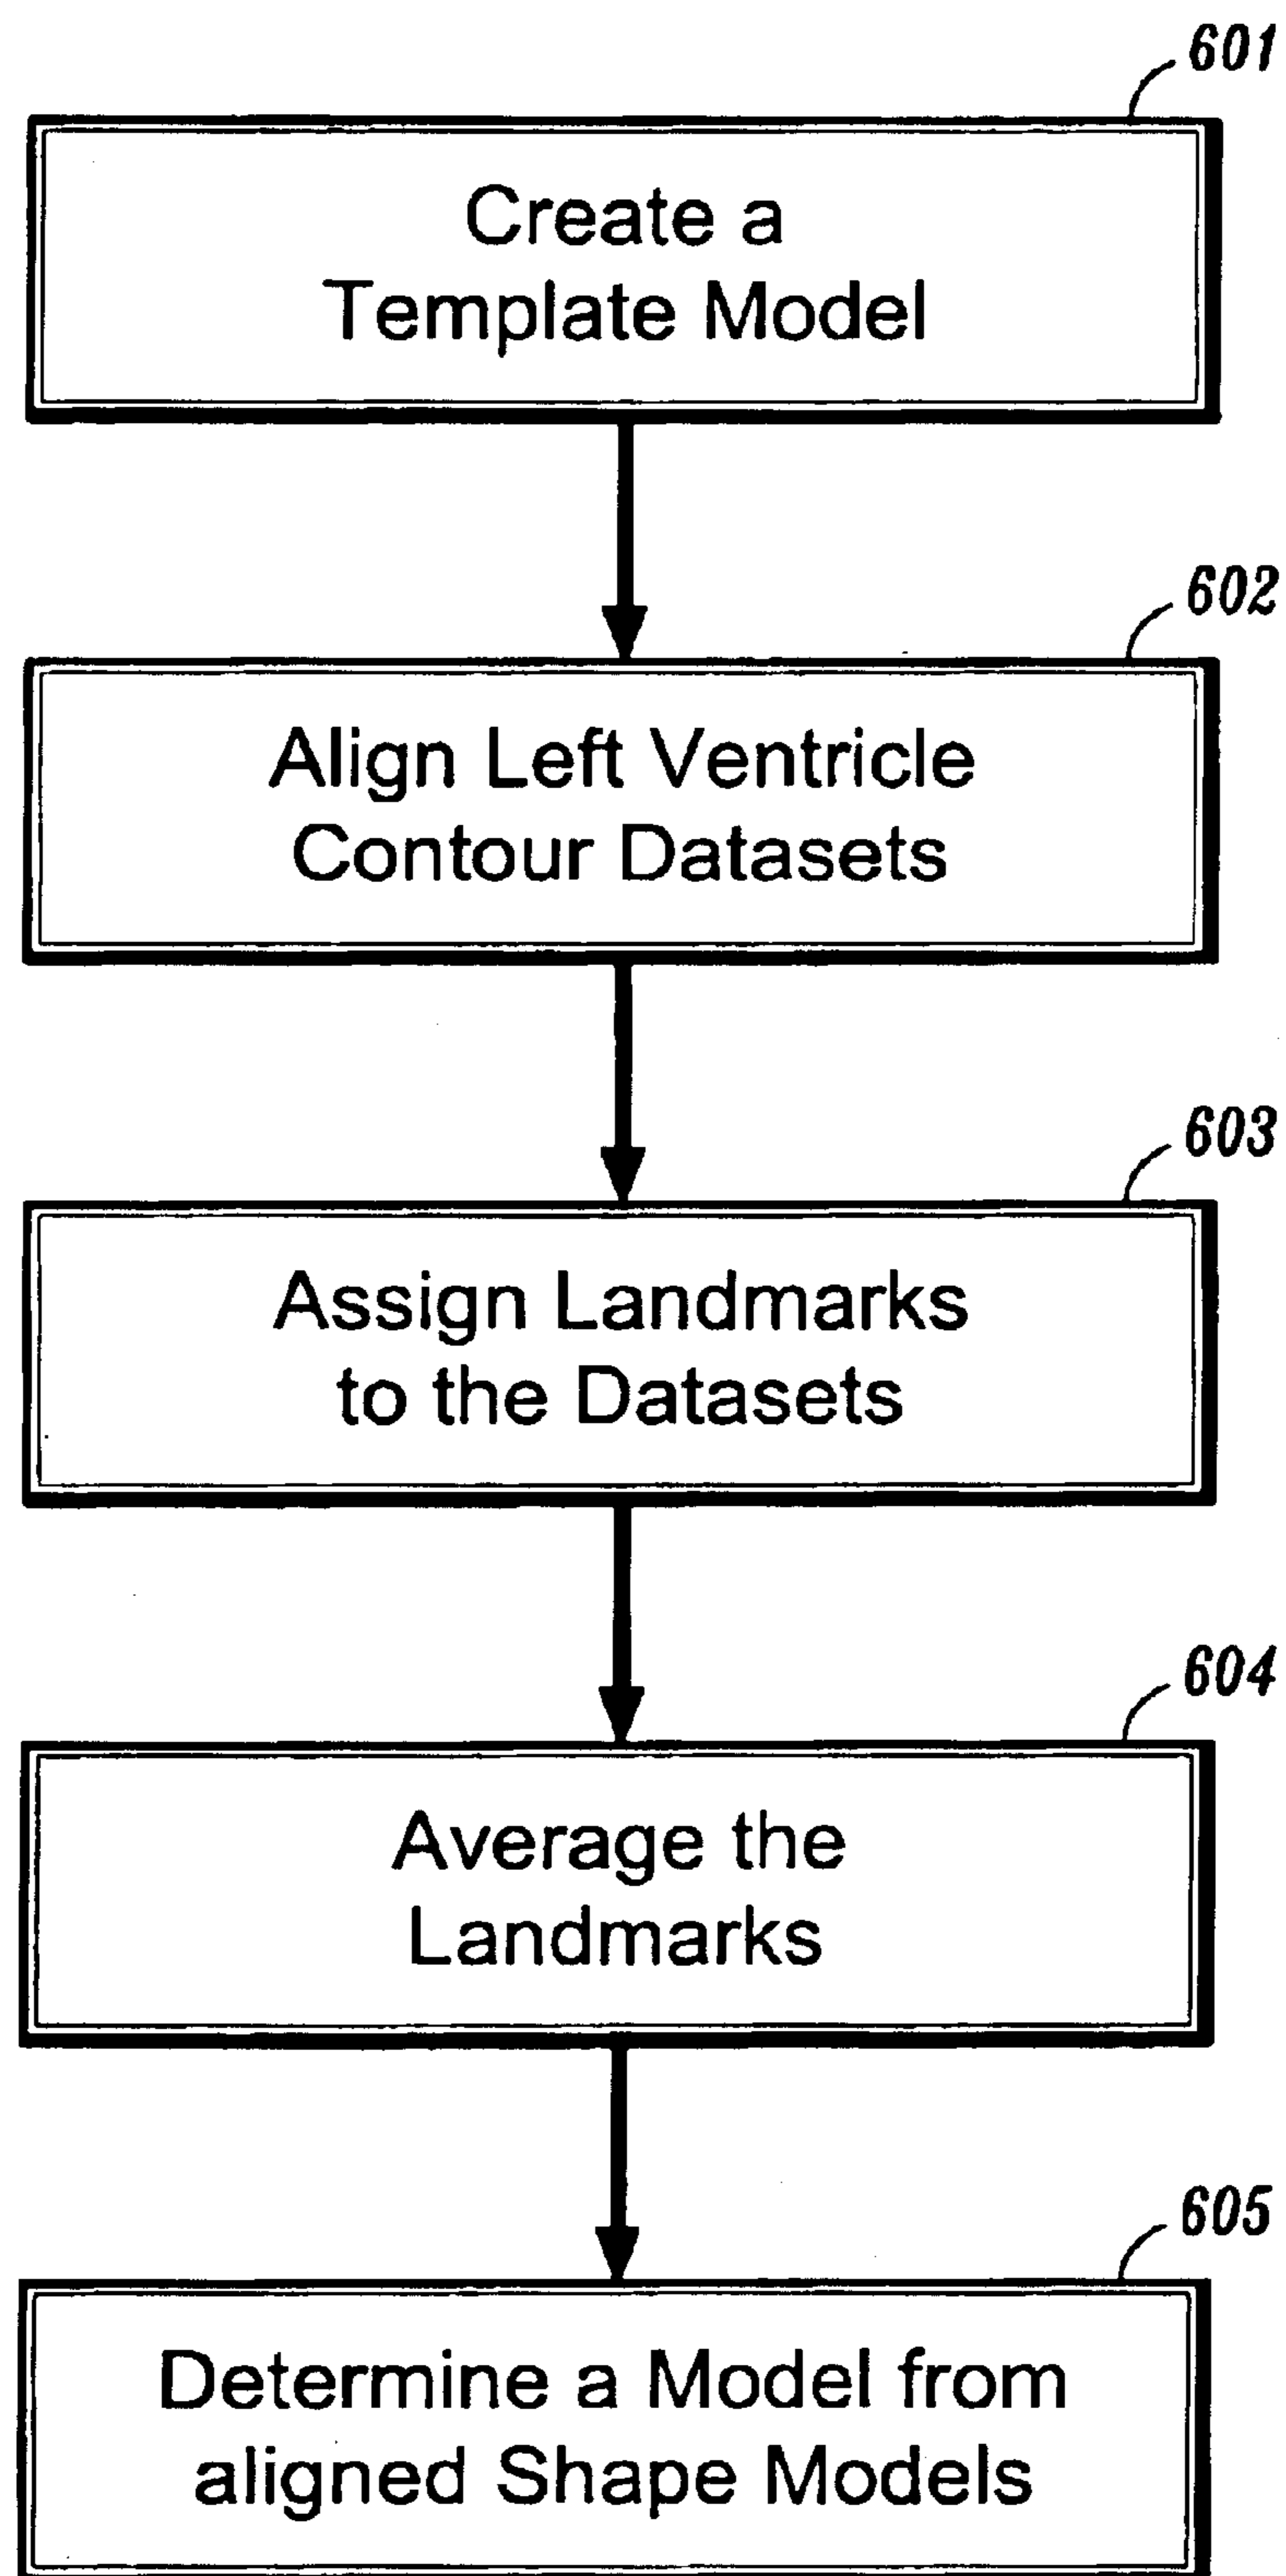 601
Create a
Template Model
602
Align Left Ventricle
Contour Datasets
603
Assign Landmarks
to the Datasets
604
Average the
Landmarks
605
Determine a Model from
aligned Shape Models